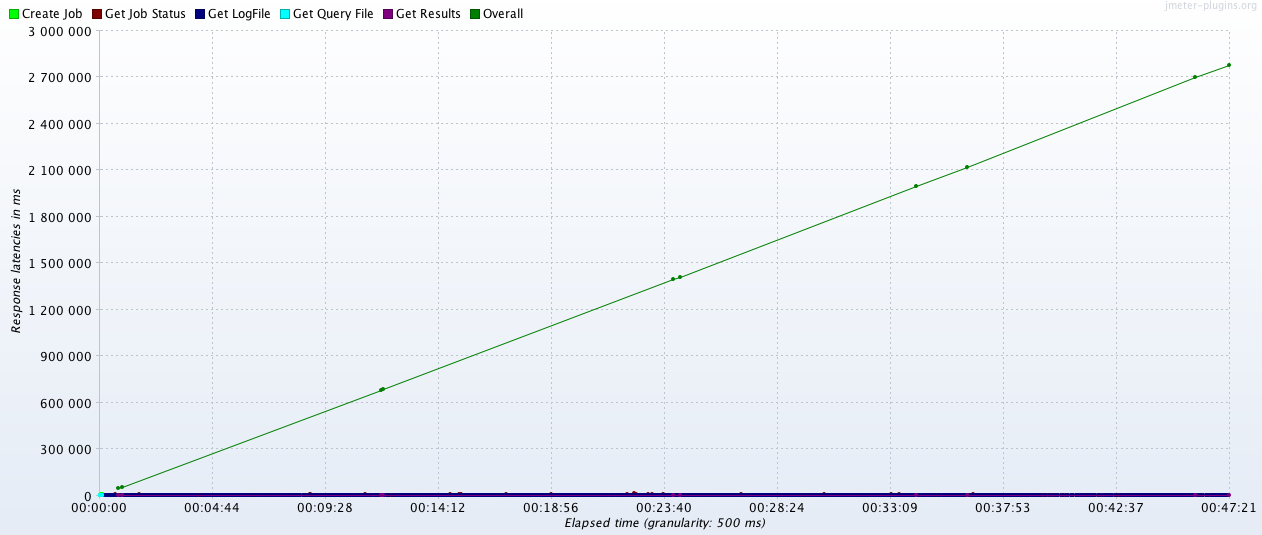 jmeter-plugins.org
Create Job Get Job Status Get LogFile Get Query File Get Results Overall
3 000 000
2 700 000
2 400 000
2 100 000
1 800 000
1 500 000
1 200 000
900 000
600 000
300 000
0
Response latencies in ms
00:00:00 00:04:44 00:09:28 00:14:12 00:18:56 00:23:40 00:28:24 00:33:09 00:37:53 00:42:37 00:47:21
Elapsed time (granularity: 500 ms)